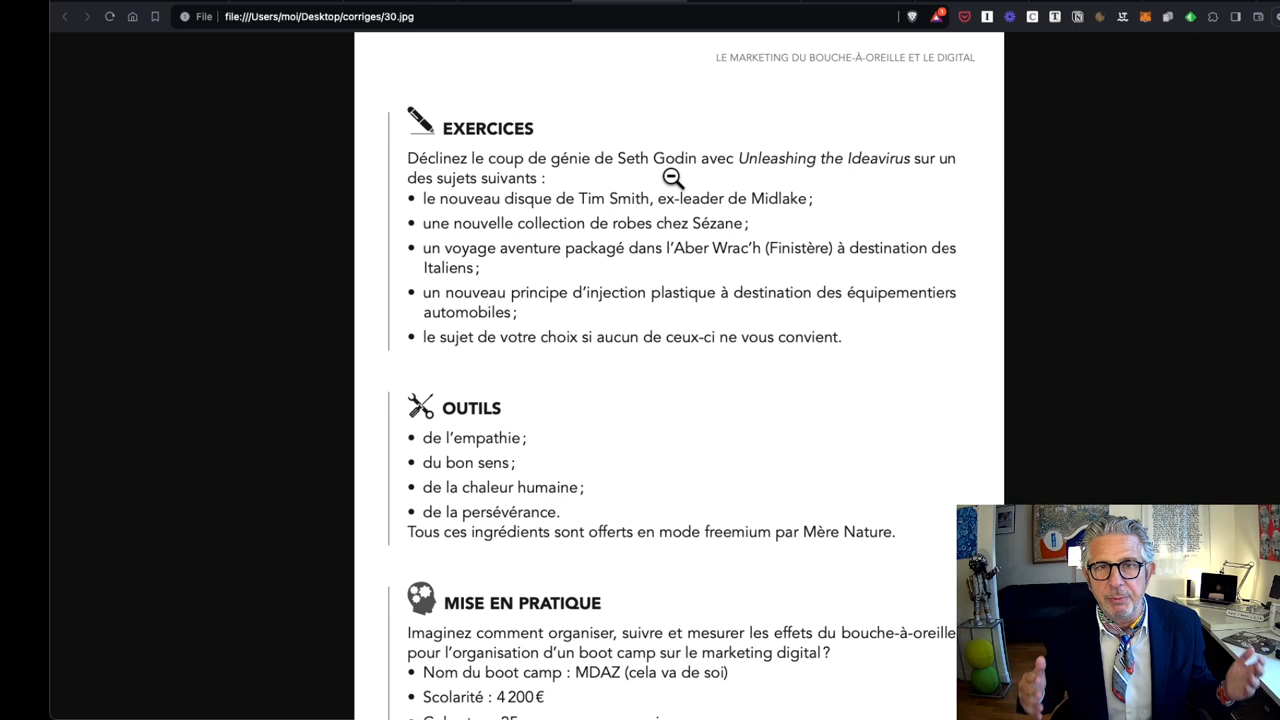 File
file:///Users/moi/Desktop/corriges/30.jpg
LE MARKETING DU BOUCHE-À-OREILLE ET LE DIGITAL
EXERCICES
Déclinez le coup de génie de Seth Godin avec Unleashing the Ideavirus sur un
des sujets suivants :
• le nouveau disque de Tim Smith, ex-leader de Midlake ;
• une nouvelle collection de robes chez Sézane ;
• un voyage aventure packagé dans l'Aber Wrac'h (Finistère) à destination des
Italiens ;
• un nouveau principe d'injection plastique à destination des équipementiers
automobiles ;
• le sujet de votre choix si aucun de ceux-ci ne vous convient.
OUTILS
• de l'empathie ;
• du bon sens ;
• de la chaleur humaine ;
• de la persévérance.
Tous ces ingrédients sont offerts en mode freemium par Mère Nature.
MISE EN PRATIQUE
Imaginez comment organiser, suivre et mesurer les effets du bouche-à-oreille
pour l'organisation d'un boot camp sur le marketing digital ?
• Nom du boot camp : MDAZ (cela va de soi)
• Scolarité : 4 200 €